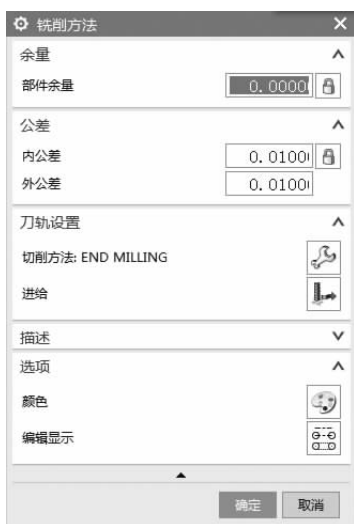 铣削方法
余量
部件余量 0.0000
公差
内公差 0.0100
外公差 0.0100
刀轨设置
切削方法: END MILLING
进给
描述
选项
颜色
编辑显示
确定 取消